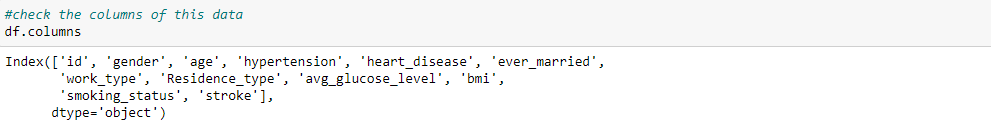 #check the columns of this data
df.columns
Index(['id', 'gender', 'age', 'hypertension', 'heart_disease', 'ever_married',
'work_type', 'Residence_type', 'avg_glucose_level', 'bmi',
'smoking_status', 'stroke'],
dtype='object')